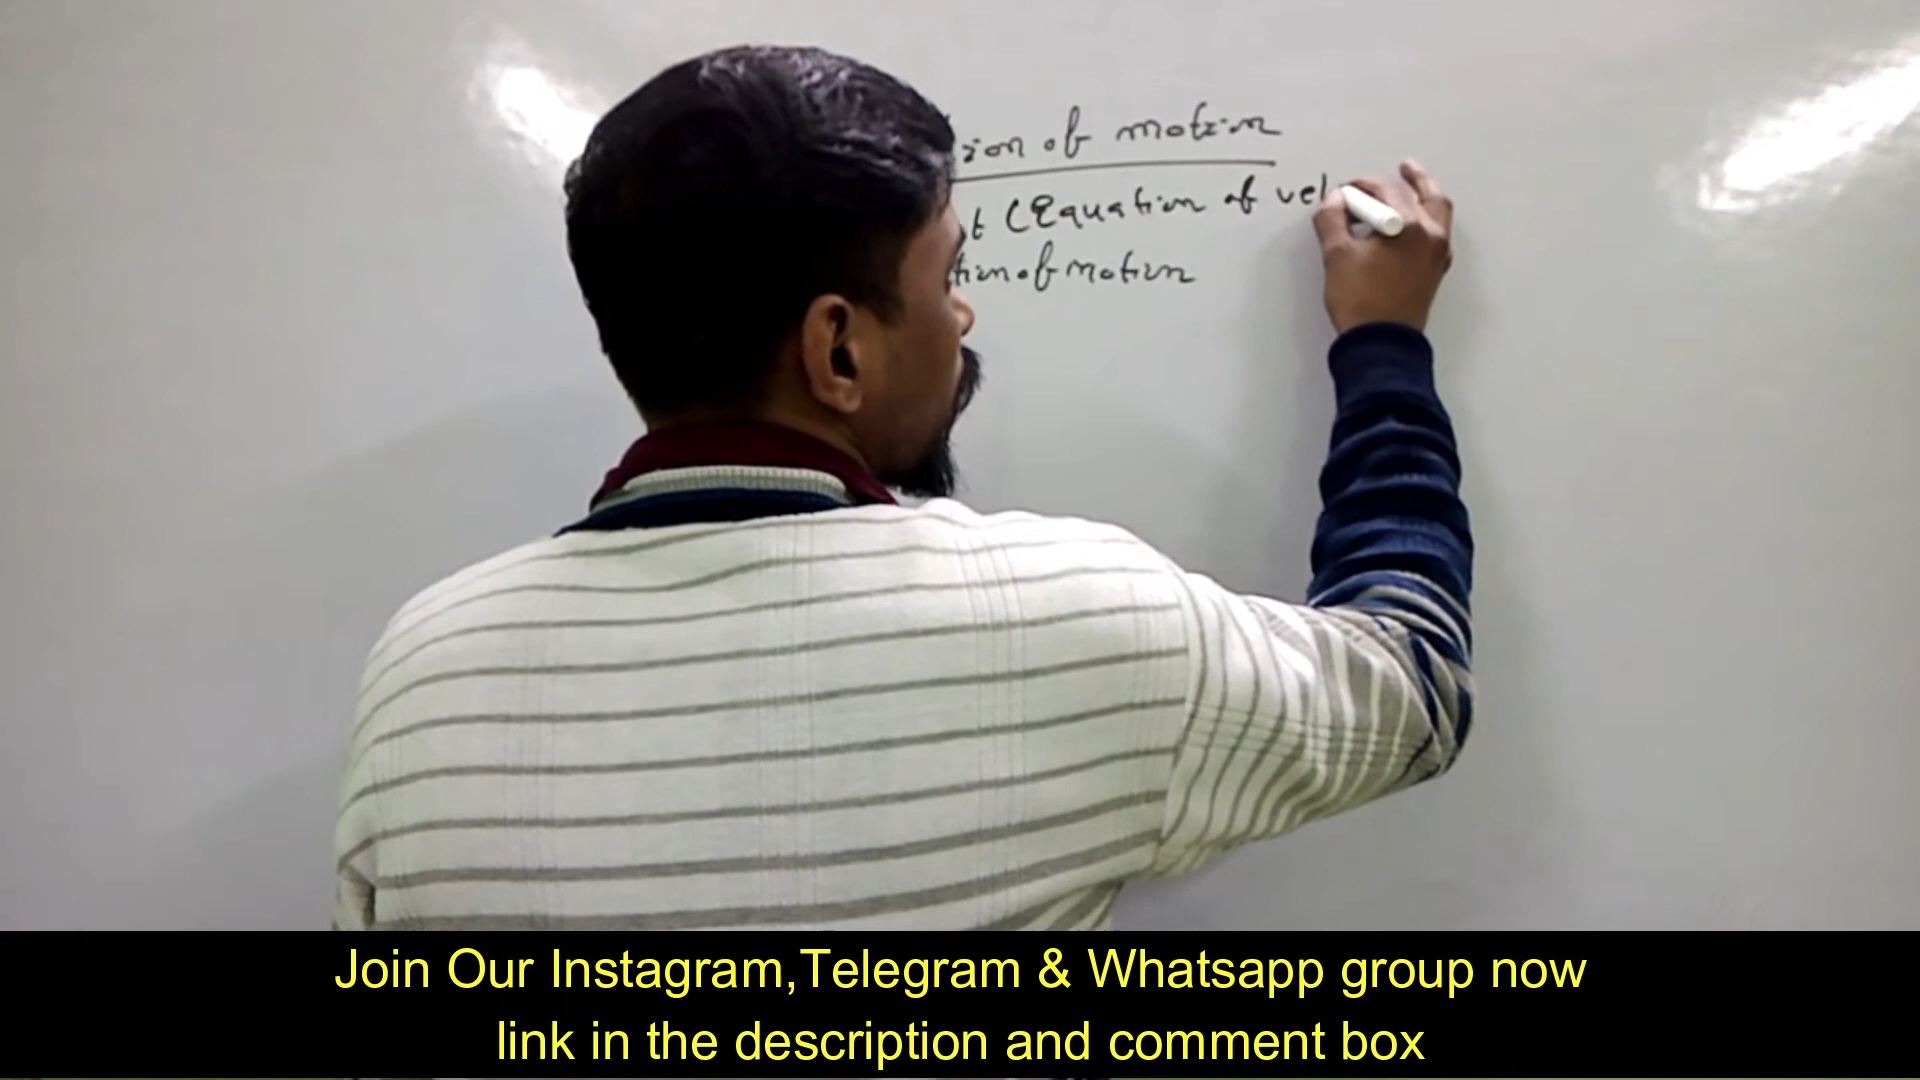 ion of motion
t (Equation of vel
tion of motion
Join Our Instagram,Telegram & Whatsapp group now
link in the description and comment box